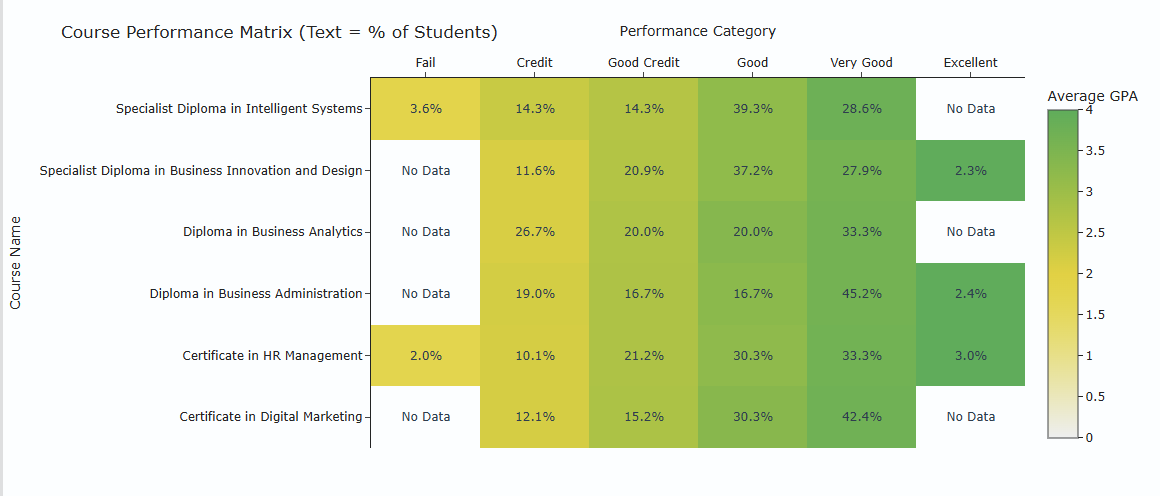 Course Performance Matrix (Text = % of Students)
Performance Category
Fail Credit Good Credit Good Very Good Excellent
Specialist Diploma in Intelligent Systems 3.6% 14.3% 14.3% 39.3% 28.6% No Data
Specialist Diploma in Business Innovation and Design No Data 11.6% 20.9% 37.2% 27.9% 2.3%
Diploma in Business Analytics No Data 26.7% 20.0% 20.0% 33.3% No Data
Diploma in Business Administration No Data 19.0% 16.7% 16.7% 45.2% 2.4%
Certificate in HR Management 2.0% 10.1% 21.2% 30.3% 33.3% 3.0%
Certificate in Digital Marketing No Data 12.1% 15.2% 30.3% 42.4% No Data
Course Name
Average GPA
4
3.5
3
2.5
2
1.5
1
0.5
0